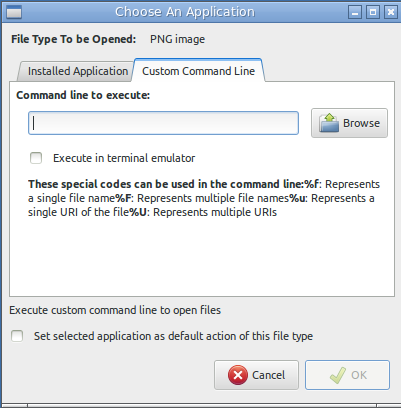 Choose An Application
File Type To be Opened: PNG image
Installed Application Custom Command Line
Command line to execute:
Browse
Execute in terminal emulator
These special codes can be used in the command line:%f: Represents
a single file name%F: Represents multiple file names%u: Represents a
single URI of the file%U: Represents multiple URIs
Execute custom command line to open files
Set selected application as default action of this file type
Cancel OK